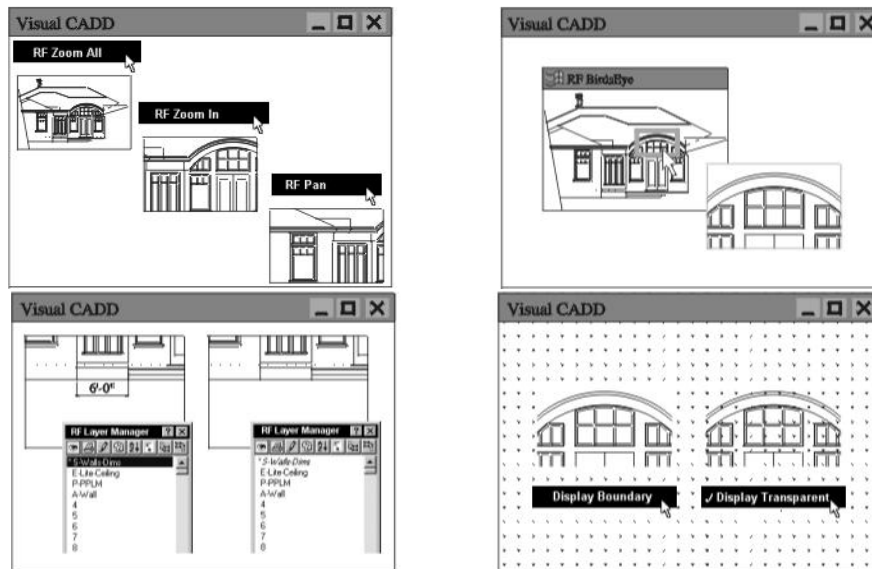 Visual CADD
RF Zoom All
RF Zoom In
RF Pan
Visual CADD
RF BirdsEye
Visual CADD
6'-0"
RF Layer Manager
*S-Walls-Dims
E-Lite-Ceiling
P-PPLM
A-Wall
4
5
6
7
8
RF Layer Manager
*S-Walls-Dims
E-Lite-Ceiling
P-PPLM
A-Wall
4
5
6
7
8
Visual CADD
Display Boundary
✓ Display Transparent